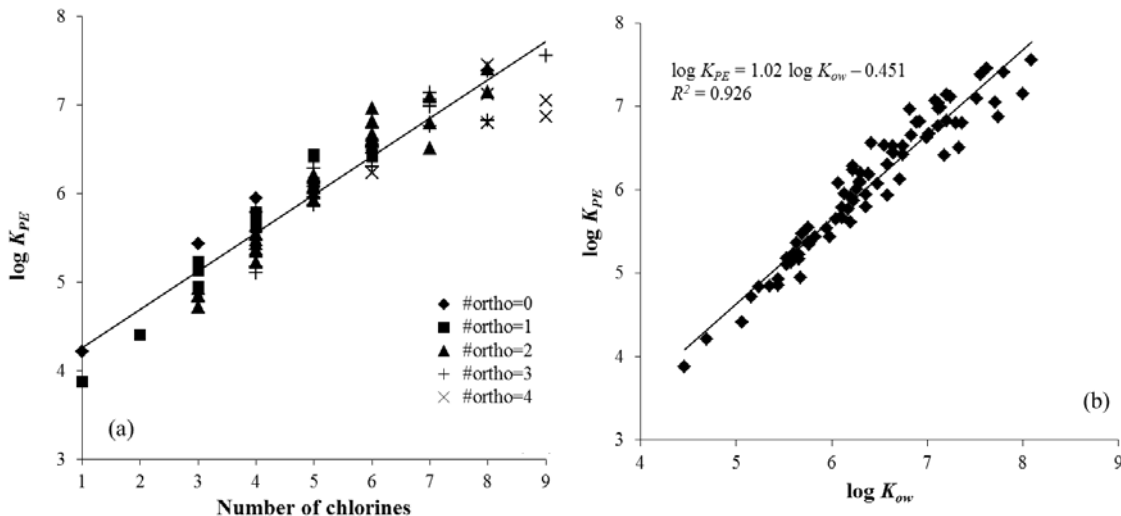 8
7
6
5
4
3
log K_PE
1 2 3 4 5 6 7 8 9
Number of chlorines
#ortho=0
#ortho=1
#ortho=2
#ortho=3
#ortho=4
(a)
8
7
6
5
4
3
log K_PE
log K_PE = 1.02 log K_ow – 0.451
R² = 0.926
(b)
4 5 6 7 8 9
log K_ow